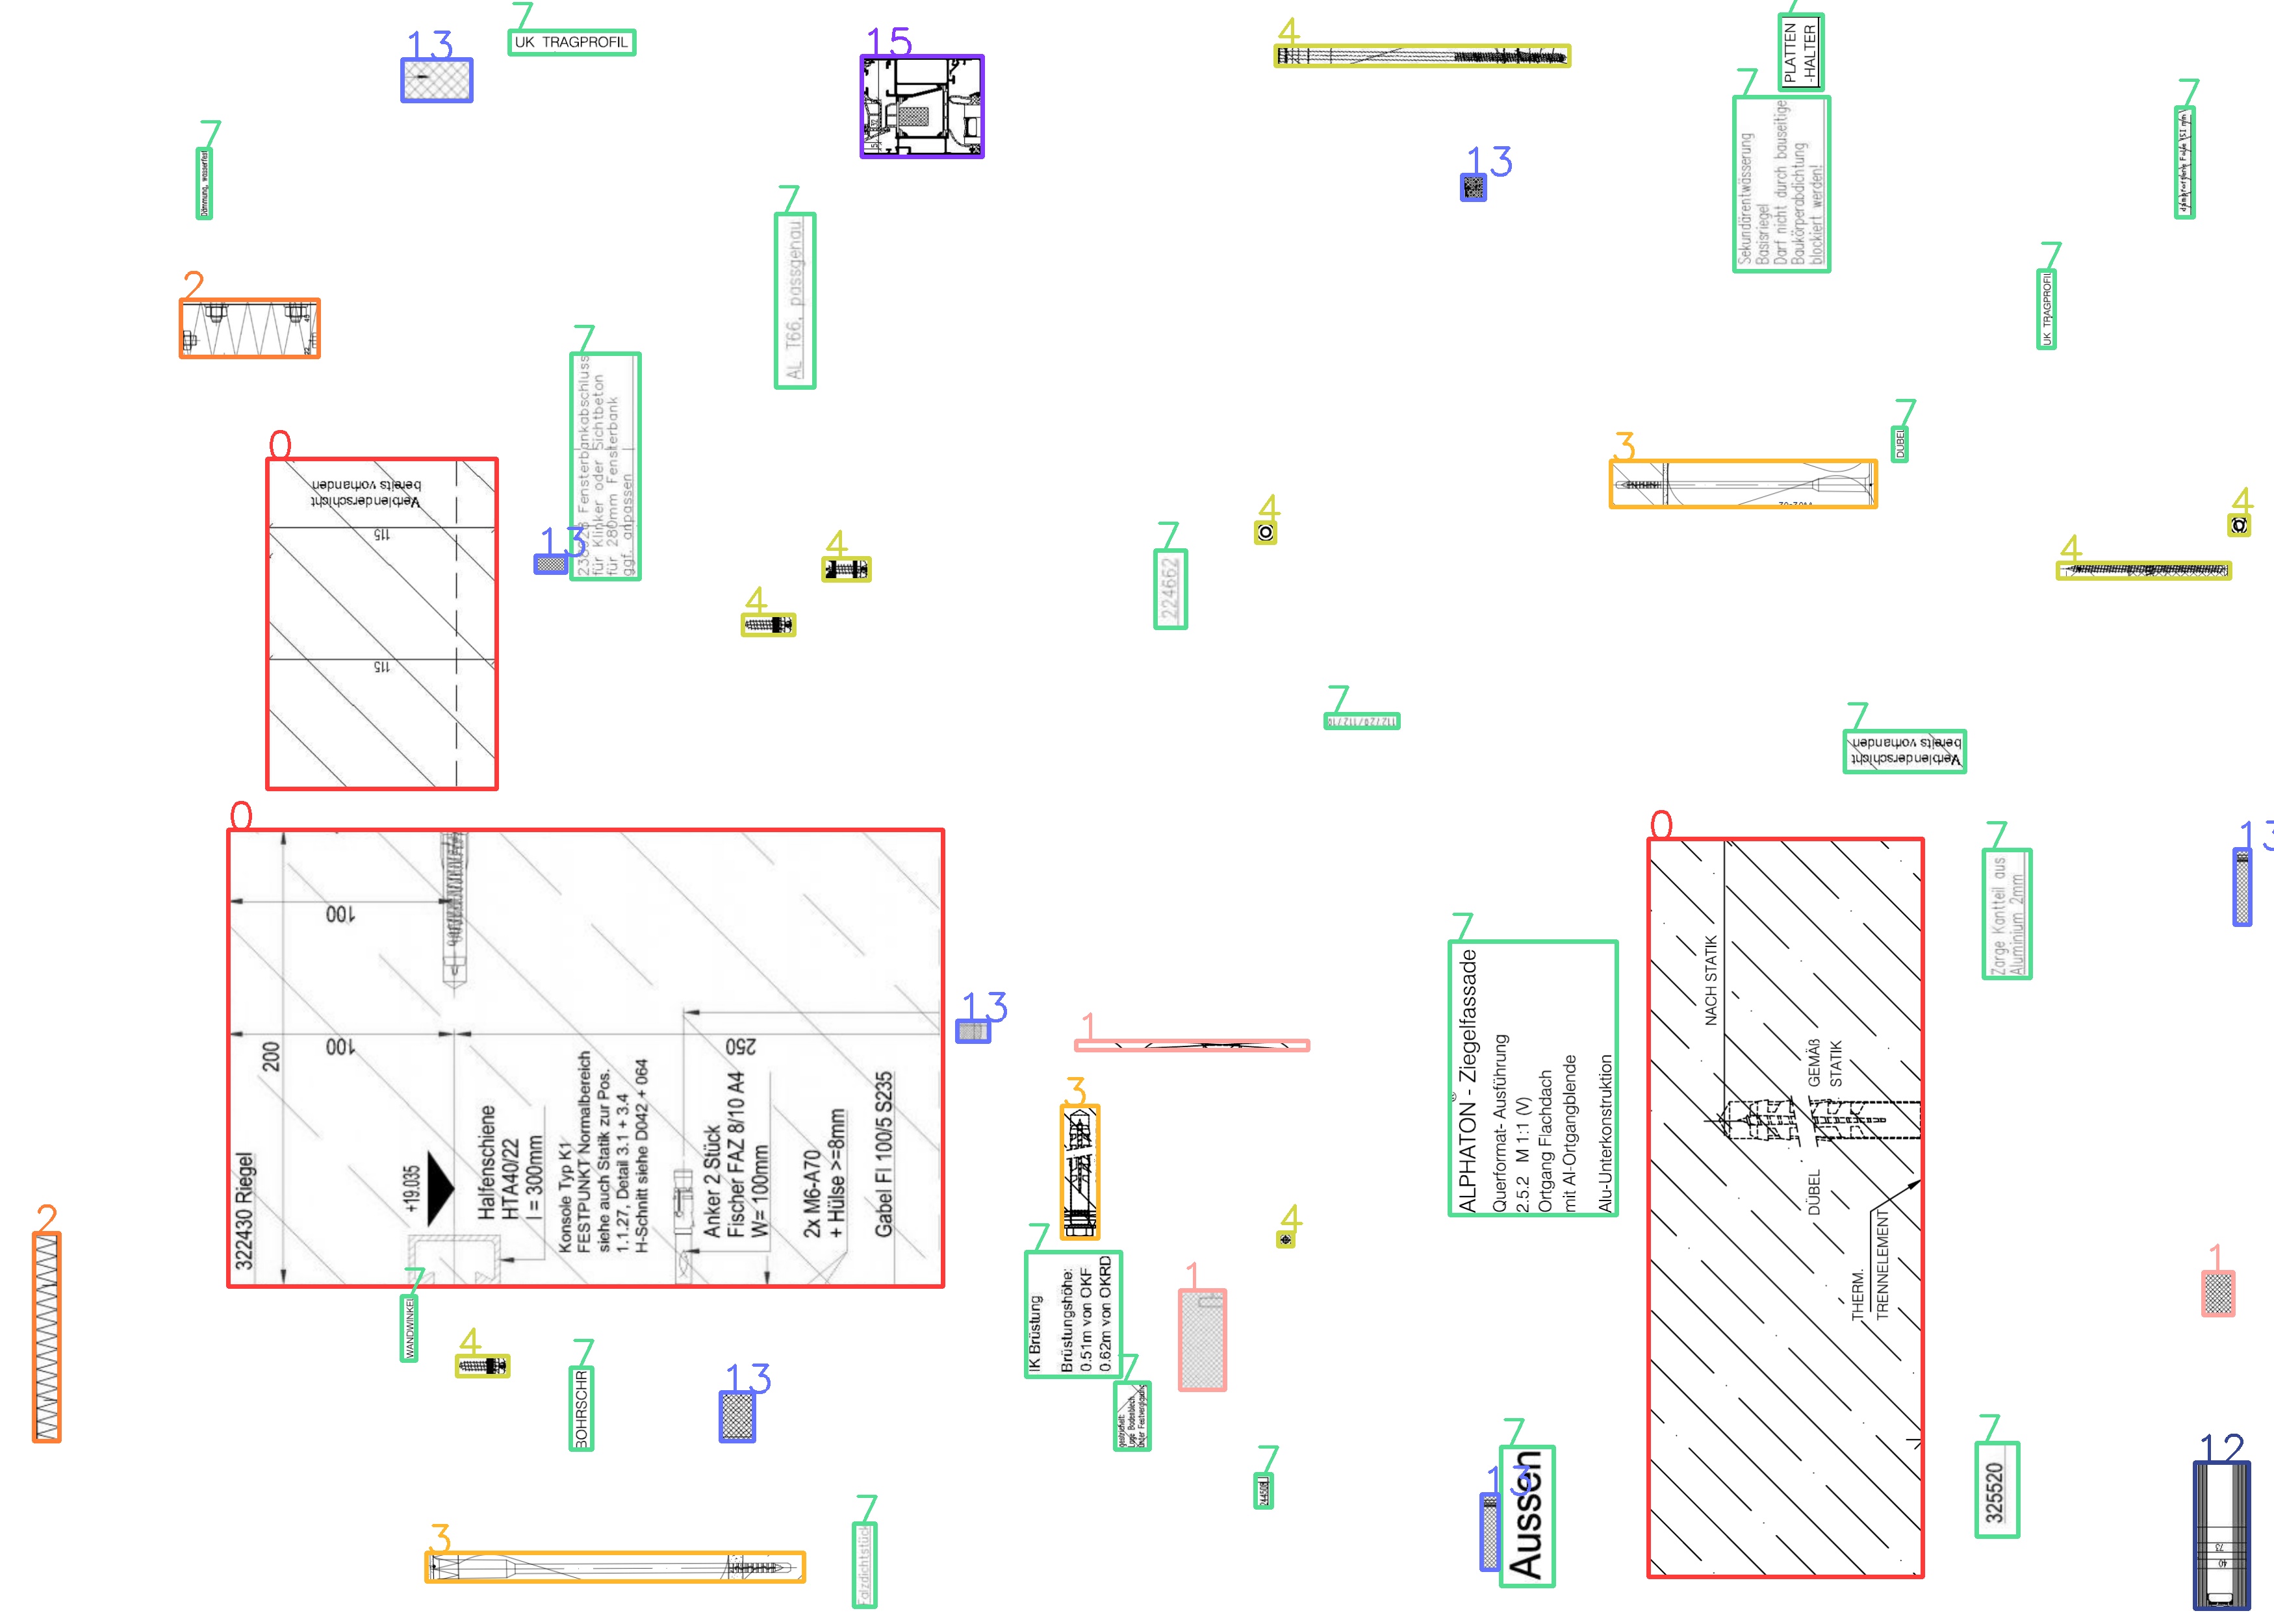 7
UK TRAGPROFIL
13
15
4
7
PLATTEN
-HALTER
7
Sekundärentwässerung
Basisriegel
Darf nicht durch bauseitige
Baukörperabdichtung
blockiert werden!
7
7
Dämmung, wasserfest
13
7
AL T66, passgenau
7
UK TRAGPROFIL
2
7
238928 Fensterbankabschluss
für Klinker oder Sichtbeton
für 280mm Fensterbank
ggf. anpassen
0
Verblenderschicht
bereits vorhanden
115
115
13
4
4
4
7
224662
3
7
DÜBEL
4
4
7
7
Verblenderschicht
bereits vorhanden
0
100
200
100
250
3224430 Riegel
+19.035
Halfenschiene
HTA40/22
l = 300mm
Konsole Typ K1
FESTPUNKT Normalbereich
siehe auch Statik zur Pos.
1.1.27, Detail 3.1 + 3.4
H-Schnitt siehe D042 + 064
Anker 2 Stück
Fischer FAZ 8/10 A4
W= 100mm
2x M6-A70
+ Hülse >=8mm
Gabel FI 100/5 S235
13
1
3
7
ALPHATON® - Ziegelfassade
Querformat- Ausführung
2.5.2 M 1:1 (V)
Ortgang Flachdach
mit Al-Ortgangblende
Alu-Unterkonstruktion
0
NACH STATIK
GEMÄß
STATIK
DÜBEL
THERM.
TRENNELEMENT
7
Zarge Kantteil aus
Aluminium 2mm
13
2
7
WANDWINKEL
4
7
BOHRSCHR
13
7
IK Brüstung
Brüstungshöhe:
0.51m von OKF
0.62m von OKRD
7
1
4
1
3
7
Falzdichtstück
7
244508
13
7
Aussen
7
325520
12
73
40